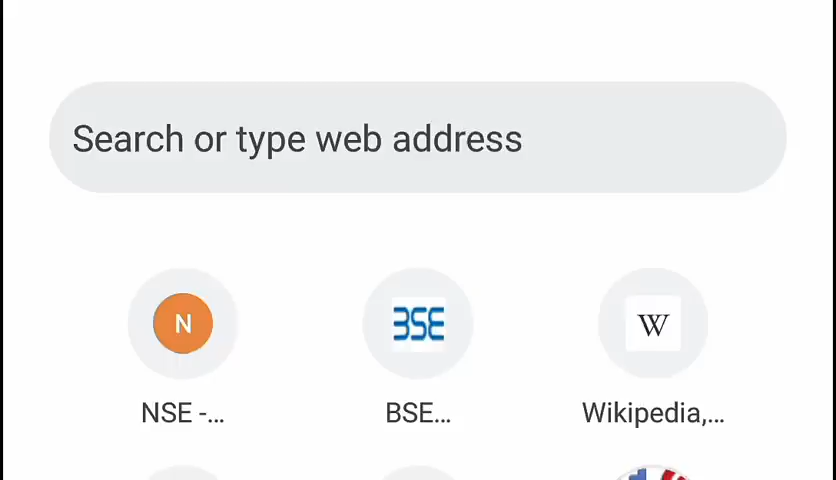 Search or type web address
N
BSE
W
NSE -...
BSE...
Wikipedia,...